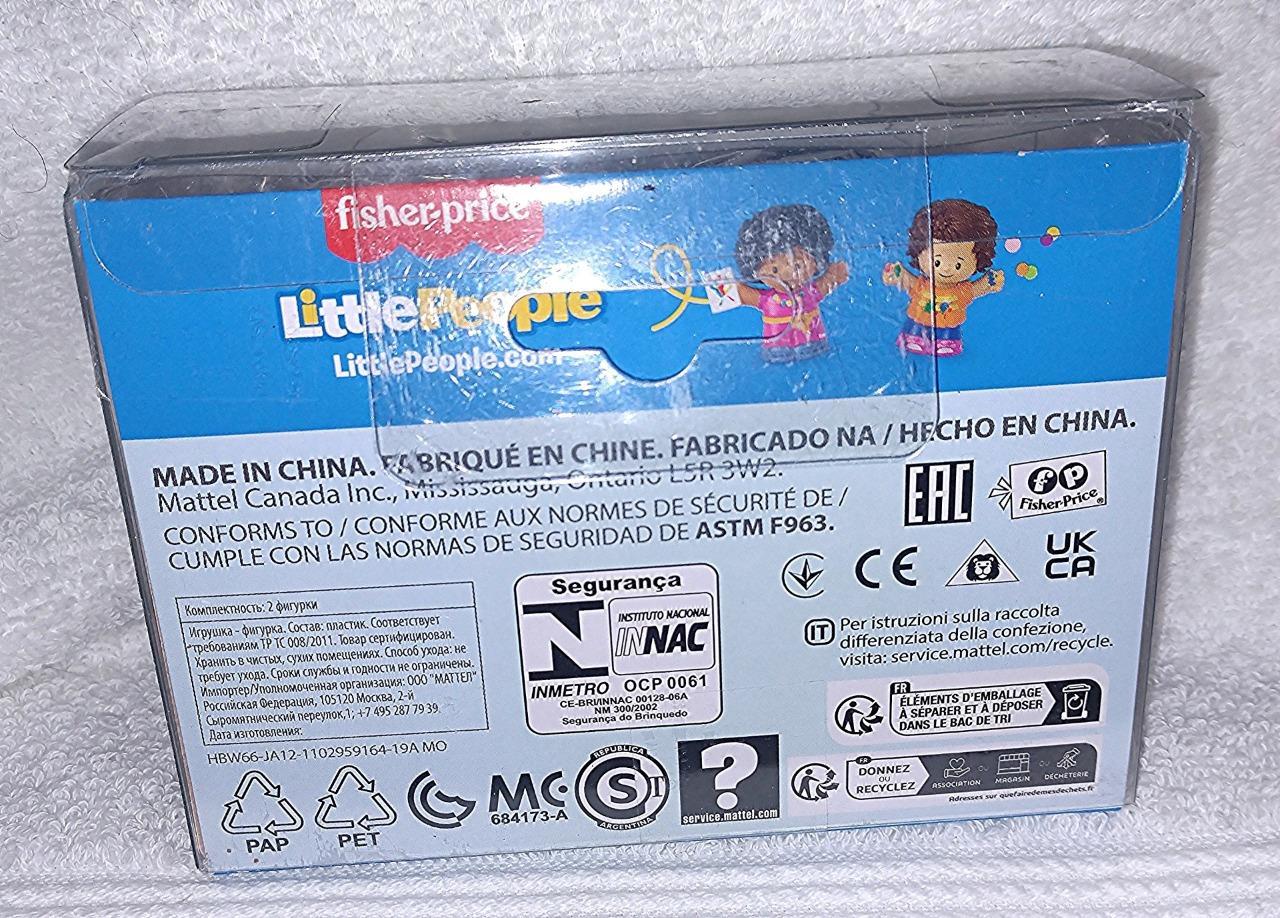 fisher-price
Little People
LittlePeople.com
MADE IN CHINA. FABRIQUÉ EN CHINE. FABRICADO NA / HECHO EN CHINA.
Mattel Canada Inc., Mississauga, Ontario L5R 3W2.
CONFORMS TO / CONFORME AUX NORMES DE SÉCURITÉ DE /
CUMPLE CON LAS NORMAS DE SEGURIDAD DE ASTM F963.
EAC
fp
Fisher-Price®
CE
UK
CA
Комплектность: 2 фигурки
Игрушка - фигурка. Состав: пластик. Соответствует
требованиям ТР ТС 008/2011. Товар сертифицирован.
Хранить в чистых, сухих помещениях. Способ ухода: не
требует ухода. Сроки службы и годности не ограничены.
Импортер/Уполномоченная организация: ООО "МАТТЕЛ"
Российская Федерация, 105120 Москва, 2-й
Сыромятнический переулок,1; +7 495 287 79 39.
Дата изготовления:
HBW66-JA12-1102959164-19A MO
Segurança
N
INSTITUTO NACIONAL
INNAC
INMETRO OCP 0061
CE-BRI/INNAC 00128-06A
NM 300/2002
Segurança do Brinquedo
IT Per istruzioni sulla raccolta
differenziata della confezione,
visita: service.mattel.com/recycle.
FR
ÉLÉMENTS D'EMBALLAGE
À SÉPARER ET À DÉPOSER
DANS LE BAC DE TRI
FR
DONNEZ
OU
RECYCLEZ
ASSOCIATION OU MAGASIN OU DÉCHÈTERIE
Adresses sur quefairedemesdechets.fr
PAP
PET
MC
684173-A
REPUBLICA
S T
ARGENTINA
?
service.mattel.com